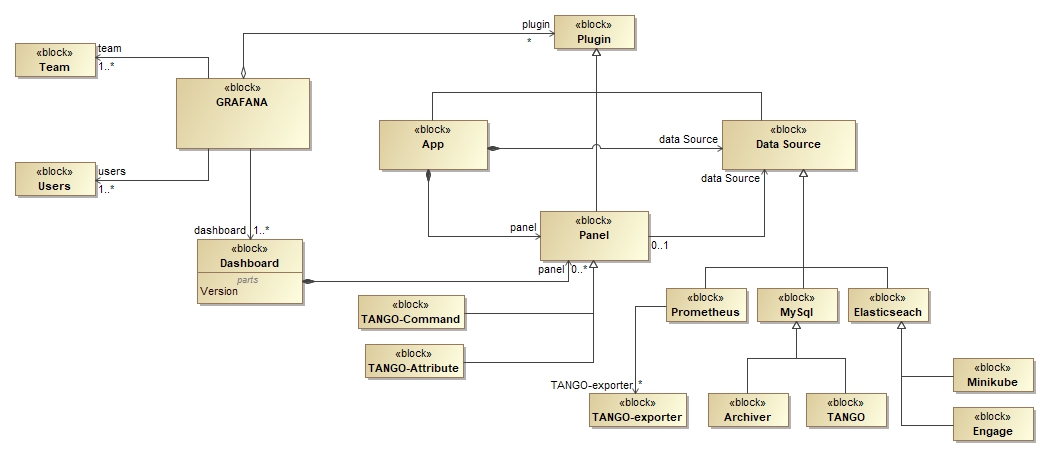 plugin
*
«block»
Plugin
«block»
Team
team
1..*
«block»
GRAFANA
«block»
App
data Source
«block»
Data Source
«block»
Users
users
1..*
data Source
dashboard
1..*
panel
«block»
Panel
0..1
«block»
Dashboard
parts
Version
panel
0..*
«block»
TANGO-Command
«block»
Prometheus
«block»
MySql
«block»
Elasticseach
«block»
TANGO-Attribute
«block»
Minikube
TANGO-exporter
*
«block»
TANGO-exporter
«block»
Archiver
«block»
TANGO
«block»
Engage